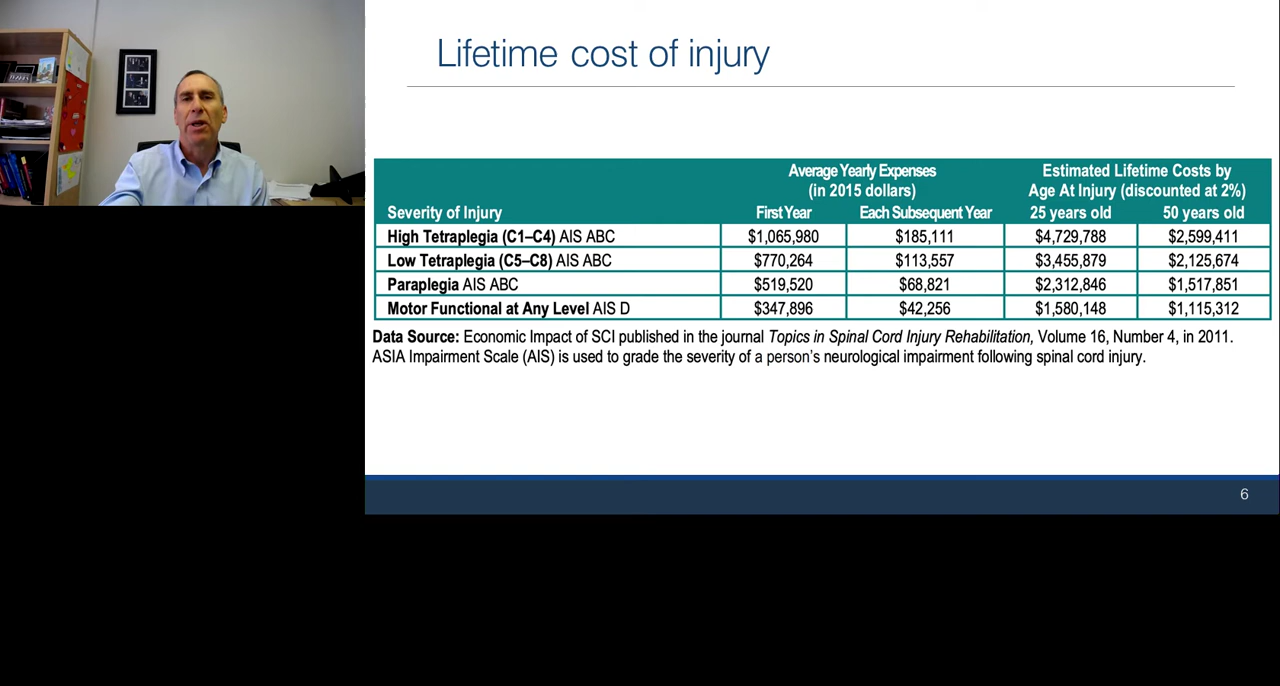 Lifetime cost of injury
Average Yearly Expenses Estimated Lifetime Costs by
(in 2015 dollars) Age At Injury (discounted at 2%)
Severity of Injury First Year Each Subsequent Year 25 years old 50 years old
High Tetraplegia (C1–C4) AIS ABC $1,065,980 $185,111 $4,729,788 $2,599,411
Low Tetraplegia (C5–C8) AIS ABC $770,264 $113,557 $3,455,879 $2,125,674
Paraplegia AIS ABC $519,520 $68,821 $2,312,846 $1,517,851
Motor Functional at Any Level AIS D $347,896 $42,256 $1,580,148 $1,115,312
Data Source: Economic Impact of SCI published in the journal Topics in Spinal Cord Injury Rehabilitation, Volume 16, Number 4, in 2011.
ASIA Impairment Scale (AIS) is used to grade the severity of a person’s neurological impairment following spinal cord injury.
6